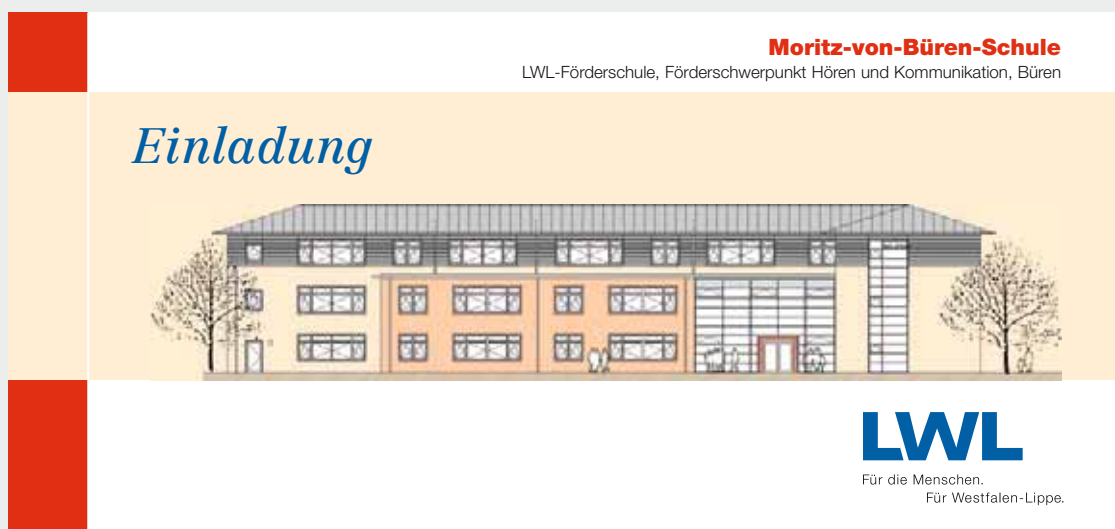 Moritz-von-Büren-Schule
LWL-Förderschule, Förderschwerpunkt Hören und Kommunikation, Büren
Einladung
LWL
Für die Menschen.
Für Westfalen-Lippe.